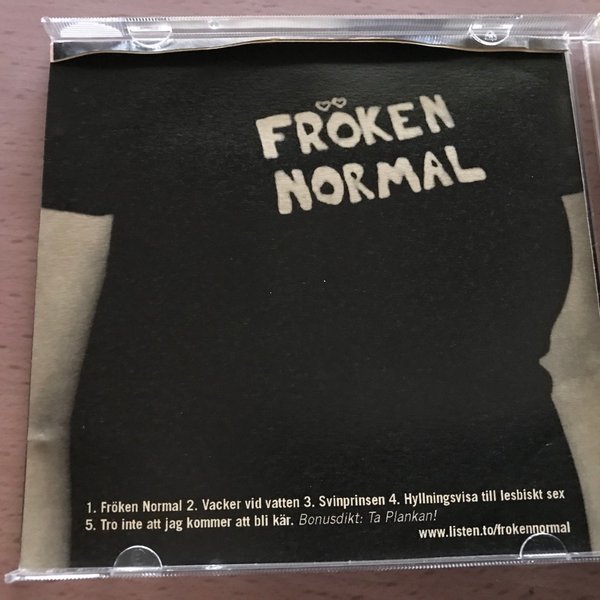 FRÖKEN
NORMAL
1. Fröken Normal 2. Vacker vid vatten 3. Svinprinsen 4. Hyllningsvisa till lesbiskt sex
5. Tro inte att jag kommer att bli kär. Bonusdikt: Ta Plankan!
www.listen.to/frokennormal